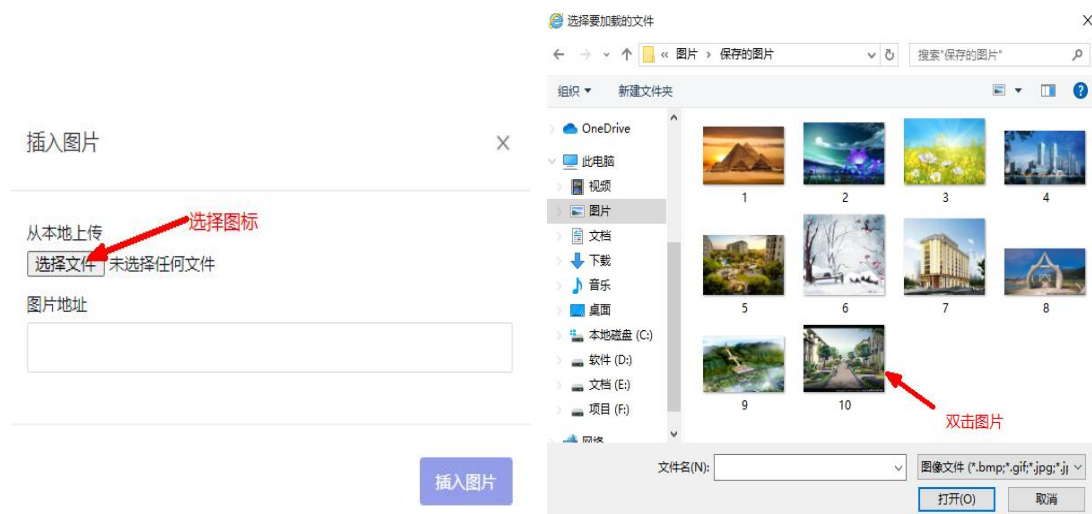 插入图片
从本地上传
选择图标
选择文件 未选择任何文件
图片地址
插入图片
选择要加载的文件
« 图片 › 保存的图片
搜索"保存的图片"
组织
新建文件夹
OneDrive
此电脑
视频
图片
文档
下载
音乐
桌面
本地磁盘 (C:)
软件 (D:)
文档 (E:)
项目 (F:)
网络
1 2 3 4
5 6 7 8
9 10
双击图片
文件名(N):
图像文件 (*.bmp;*.gif;*.jpg;*.j
打开(O)
取消